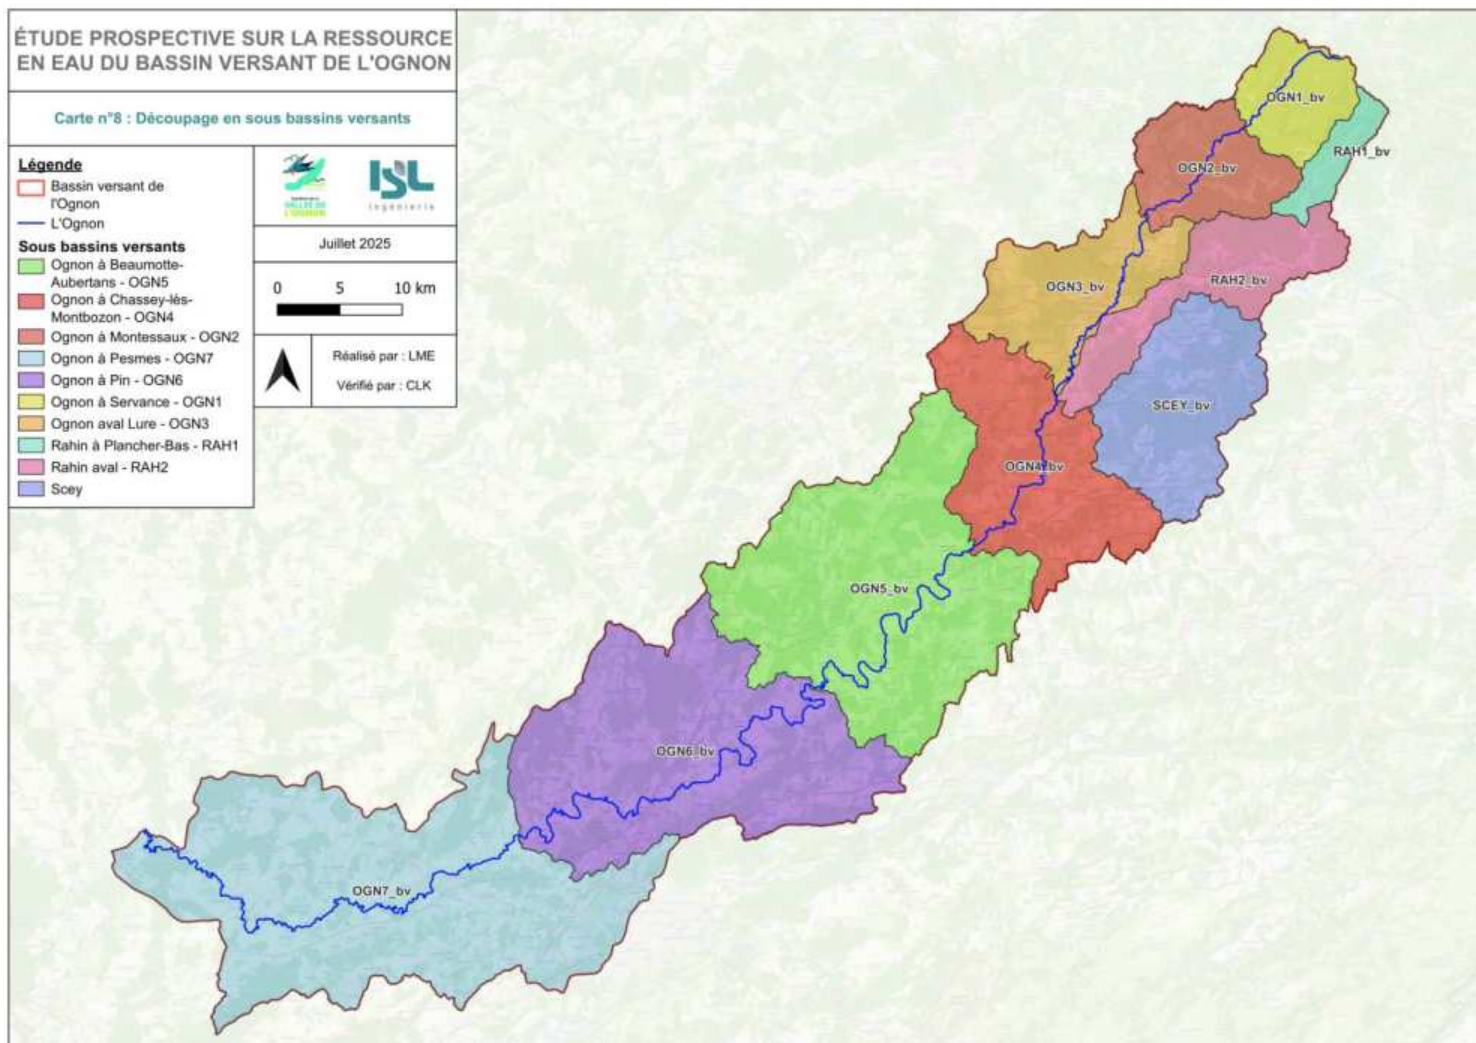 ÉTUDE PROSPECTIVE SUR LA RESSOURCE
EN EAU DU BASSIN VERSANT DE L'OGNON
Carte n°8 : Découpage en sous bassins versants
Légende
Bassin versant de
l'Ognon
L'Ognon
Sous bassins versants
Ognon à Beaumotte-
Aubertans - OGN5
Ognon à Chassey-lès-
Montbozon - OGN4
Ognon à Montessaux - OGN2
Ognon à Pesmes - OGN7
Ognon à Pin - OGN6
Ognon à Servance - OGN1
Ognon aval Lure - OGN3
Rahin à Plancher-Bas - RAH1
Rahin aval - RAH2
Scey
VALLÉE DE
L'OGNON
ISL
Ingénierie
Juillet 2025
0 5 10 km
Réalisé par : LME
Vérifié par : CLK
OGN1_bv
RAH1_bv
OGN2_bv
RAH2_bv
OGN3_bv
SCEY_bv
OGN4_bv
OGN5_bv
OGN6_bv
OGN7_bv